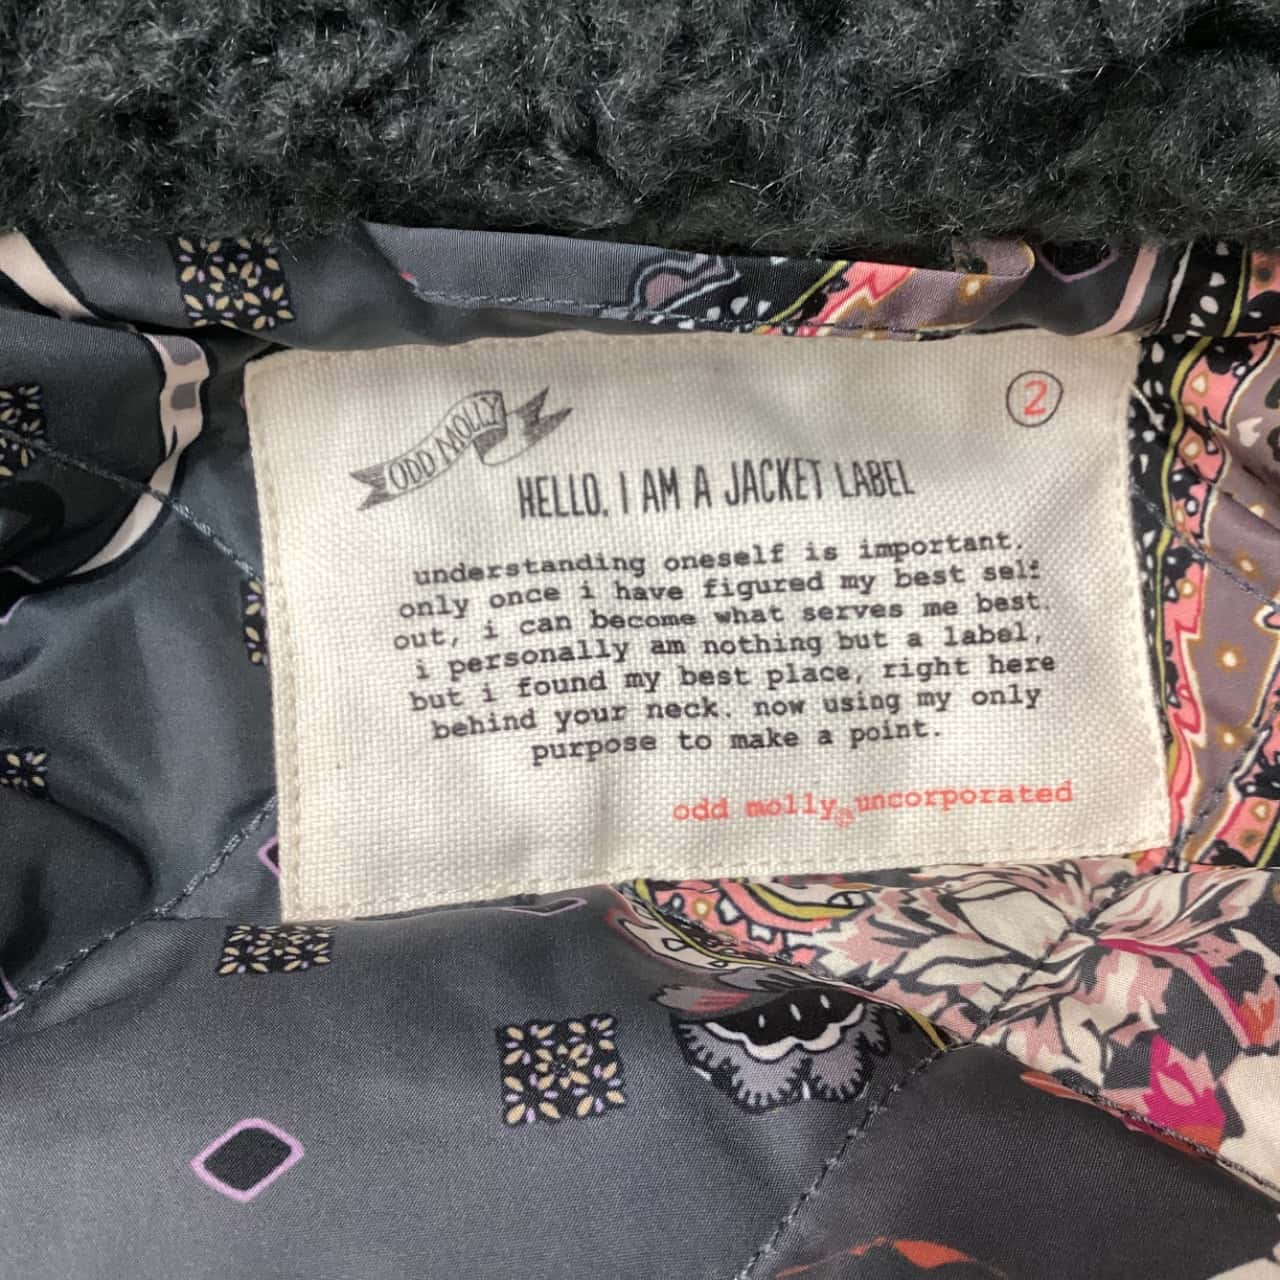 ODD MOLLY
2
HELLO, I AM A JACKET LABEL
understanding oneself is important.
only once i have figured my best self
out, i can become what serves me best.
i personally am nothing but a label,
but i found my best place, right here
behind your neck. now using my only
purpose to make a point.
odd molly® uncorporated